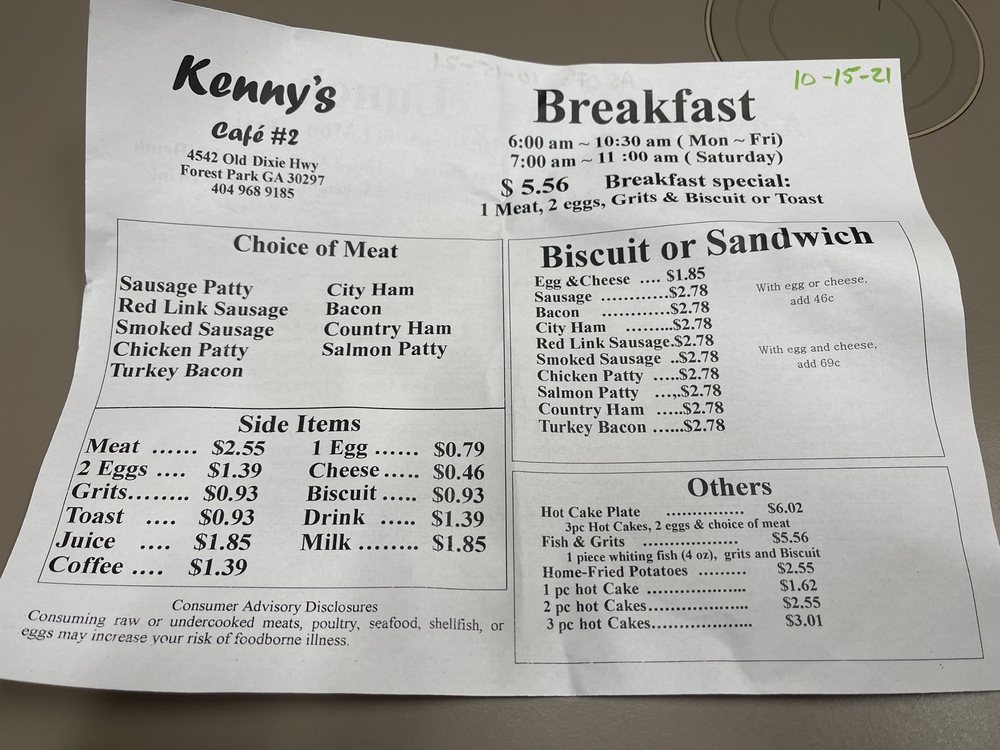 Kenny's
Café #2
4542 Old Dixie Hwy
Forest Park GA 30297
404 968 9185
10-15-21
Breakfast
6:00 am ~ 10:30 am ( Mon ~ Fri)
7:00 am ~ 11 :00 am ( Saturday)
$ 5.56 Breakfast special:
1 Meat, 2 eggs, Grits & Biscuit or Toast
Choice of Meat
Sausage Patty City Ham
Red Link Sausage Bacon
Smoked Sausage Country Ham
Chicken Patty Salmon Patty
Turkey Bacon
Side Items
Meat ...... $2.55 1 Egg ...... $0.79
2 Eggs .... $1.39 Cheese ..... $0.46
Grits........ $0.93 Biscuit ..... $0.93
Toast .... $0.93 Drink ..... $1.39
Juice .... $1.85 Milk ........ $1.85
Coffee .... $1.39
Consumer Advisory Disclosures
Consuming raw or undercooked meats, poultry, seafood, shellfish, or
eggs may increase your risk of foodborne illness.
Biscuit or Sandwich
Egg &Cheese .... $1.85
Sausage ............$2.78
Bacon ............$2.78
City Ham .........$2.78
Red Link Sausage.$2.78
Smoked Sausage ..$2.78
Chicken Patty .....$2.78
Salmon Patty ...,.$2.78
Country Ham .....$2.78
Turkey Bacon ......$2.78
With egg or cheese,
add 46c
With egg and cheese,
add 69c
Others
Hot Cake Plate .............. $6.02
3pc Hot Cakes, 2 eggs & choice of meat
Fish & Grits ................. $5.56
1 piece whiting fish (4 oz), grits and Biscuit
Home-Fried Potatoes ......... $2.55
1 pc hot Cake .................. $1.62
2 pc hot Cakes.................. $2.55
3 pc hot Cakes................... $3.01